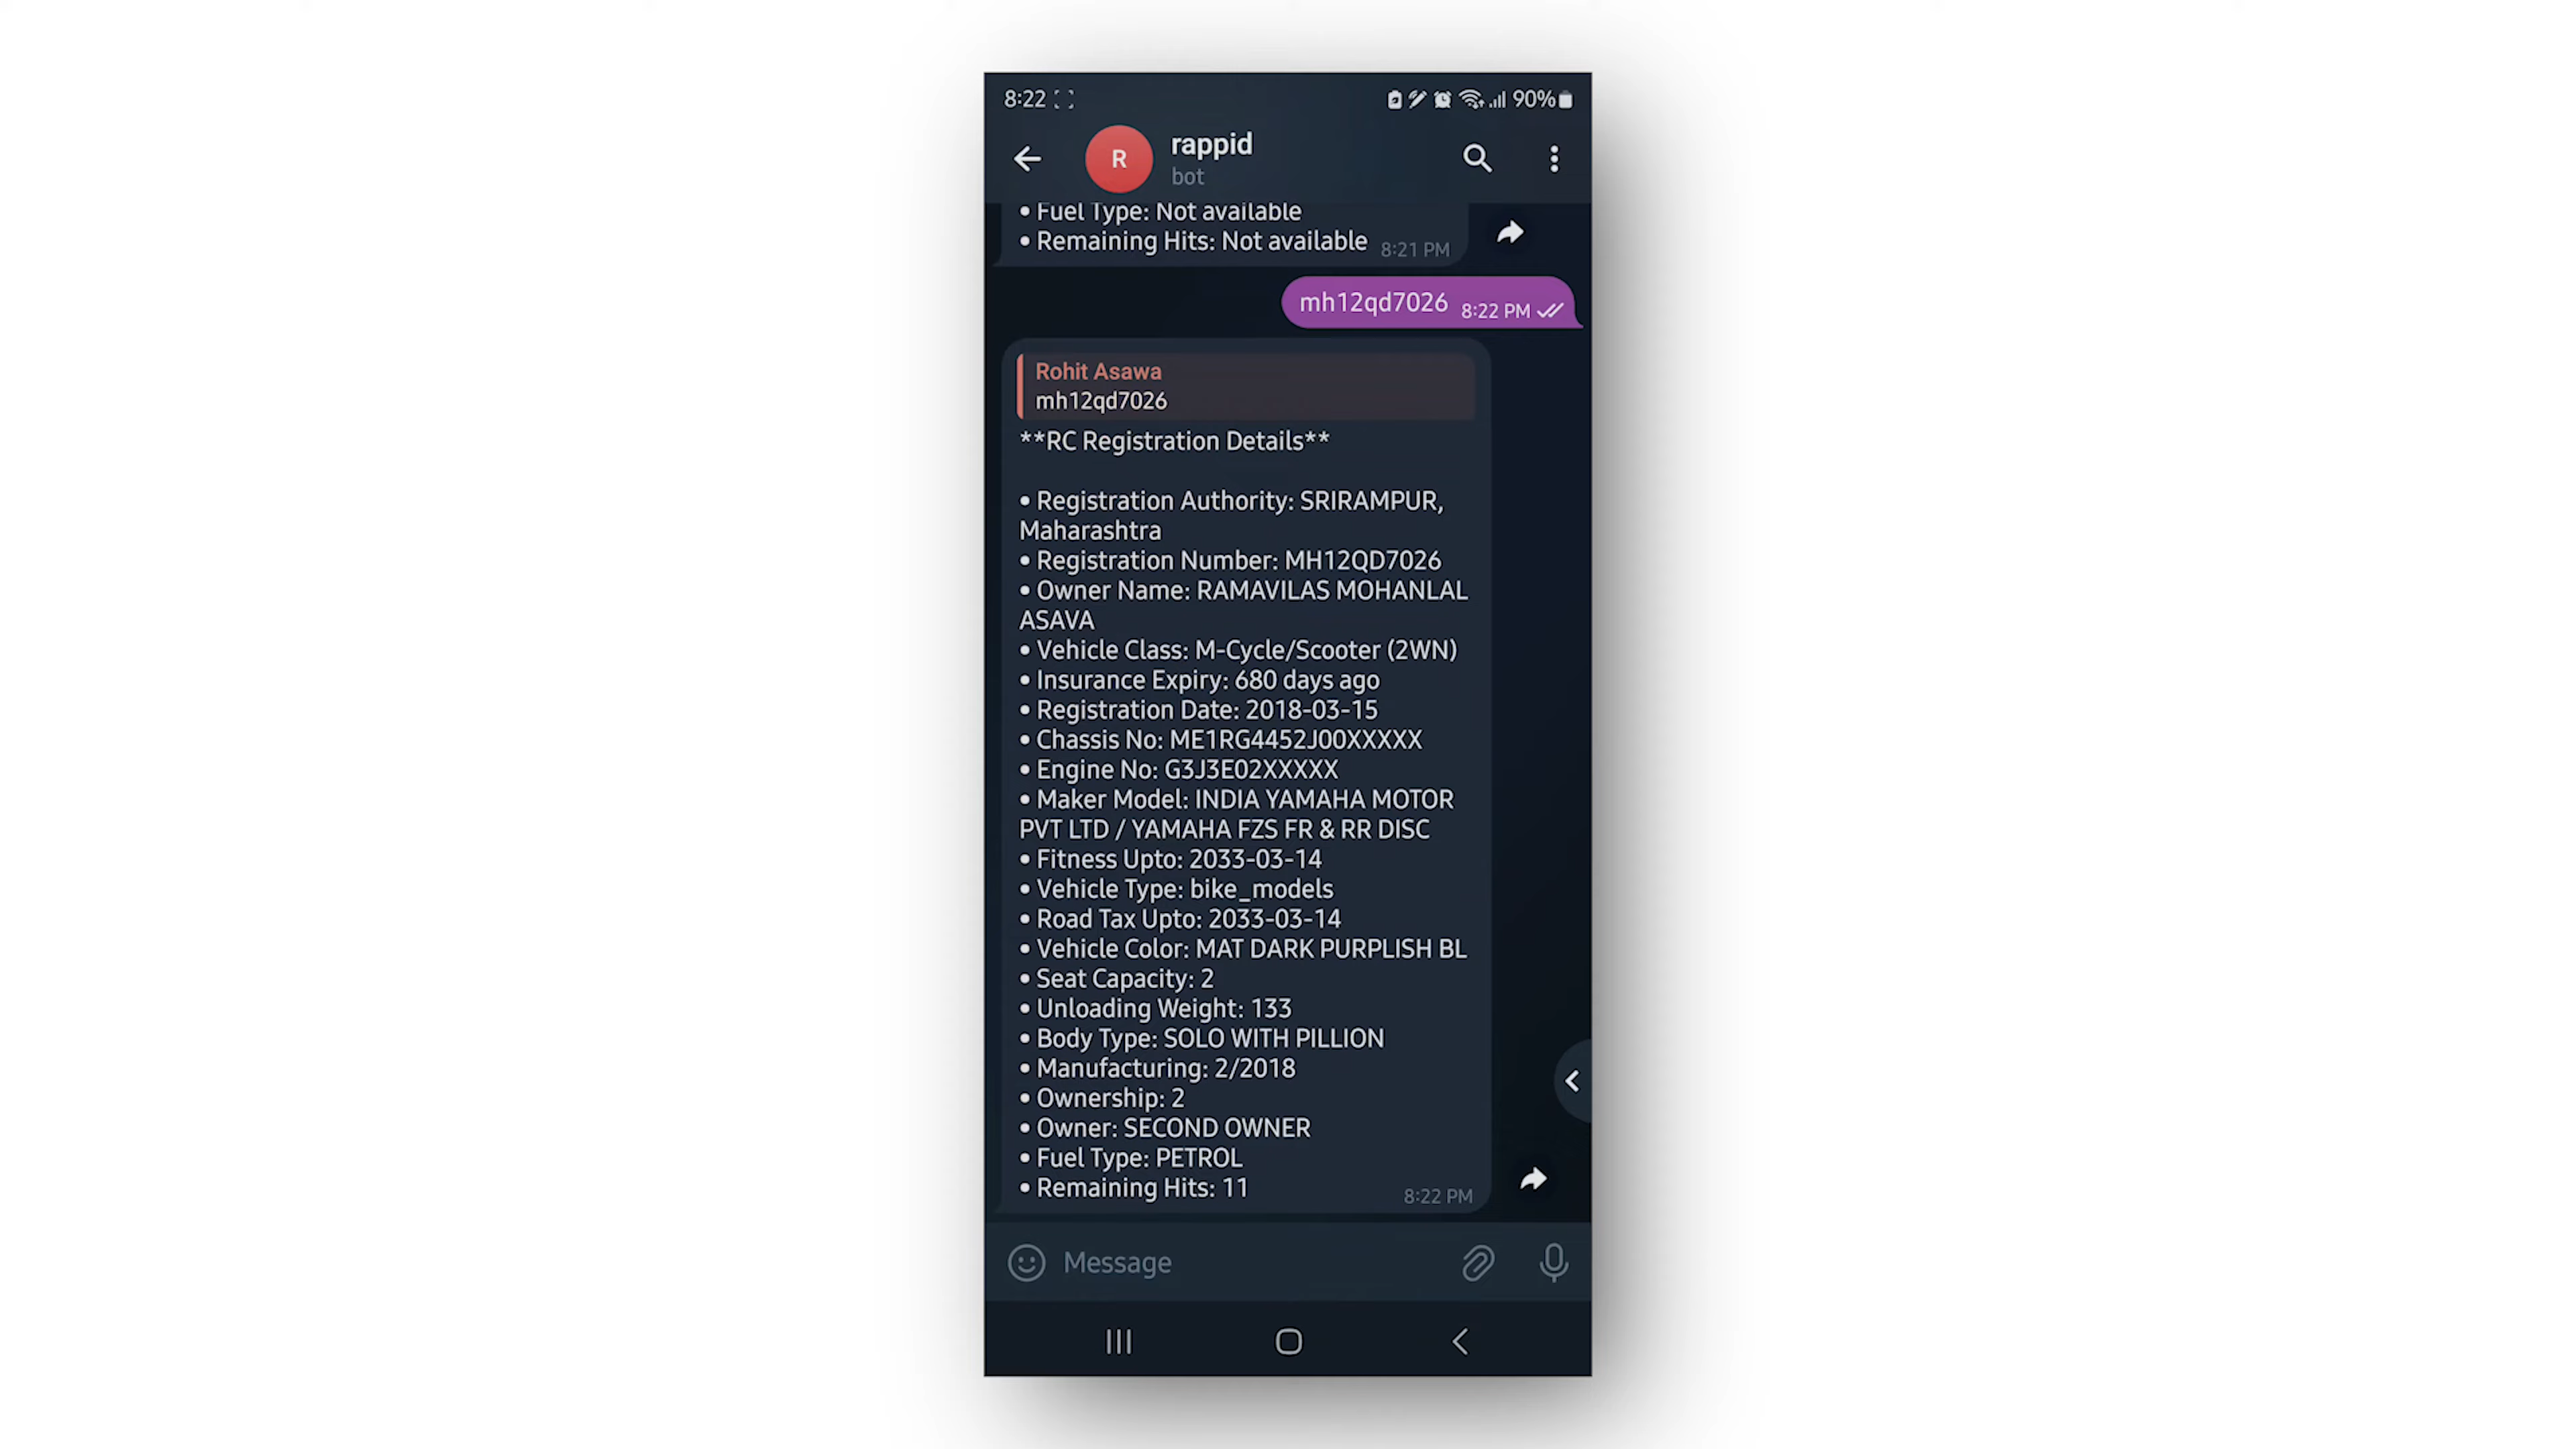 8:22 90%
R rappid
bot
• Fuel Type: Not available
• Remaining Hits: Not available 8:21 PM
mh12qd7026 8:22 PM
Rohit Asawa
mh12qd7026
**RC Registration Details**
• Registration Authority: SRIRAMPUR,
Maharashtra
• Registration Number: MH12QD7026
• Owner Name: RAMAVILAS MOHANLAL
ASAVA
• Vehicle Class: M-Cycle/Scooter (2WN)
• Insurance Expiry: 680 days ago
• Registration Date: 2018-03-15
• Chassis No: ME1RG4452J00XXXXX
• Engine No: G3J3E02XXXXX
• Maker Model: INDIA YAMAHA MOTOR
PVT LTD / YAMAHA FZS FR & RR DISC
• Fitness Upto: 2033-03-14
• Vehicle Type: bike_models
• Road Tax Upto: 2033-03-14
• Vehicle Color: MAT DARK PURPLISH BL
• Seat Capacity: 2
• Unloading Weight: 133
• Body Type: SOLO WITH PILLION
• Manufacturing: 2/2018
• Ownership: 2
• Owner: SECOND OWNER
• Fuel Type: PETROL
• Remaining Hits: 11 8:22 PM
Message